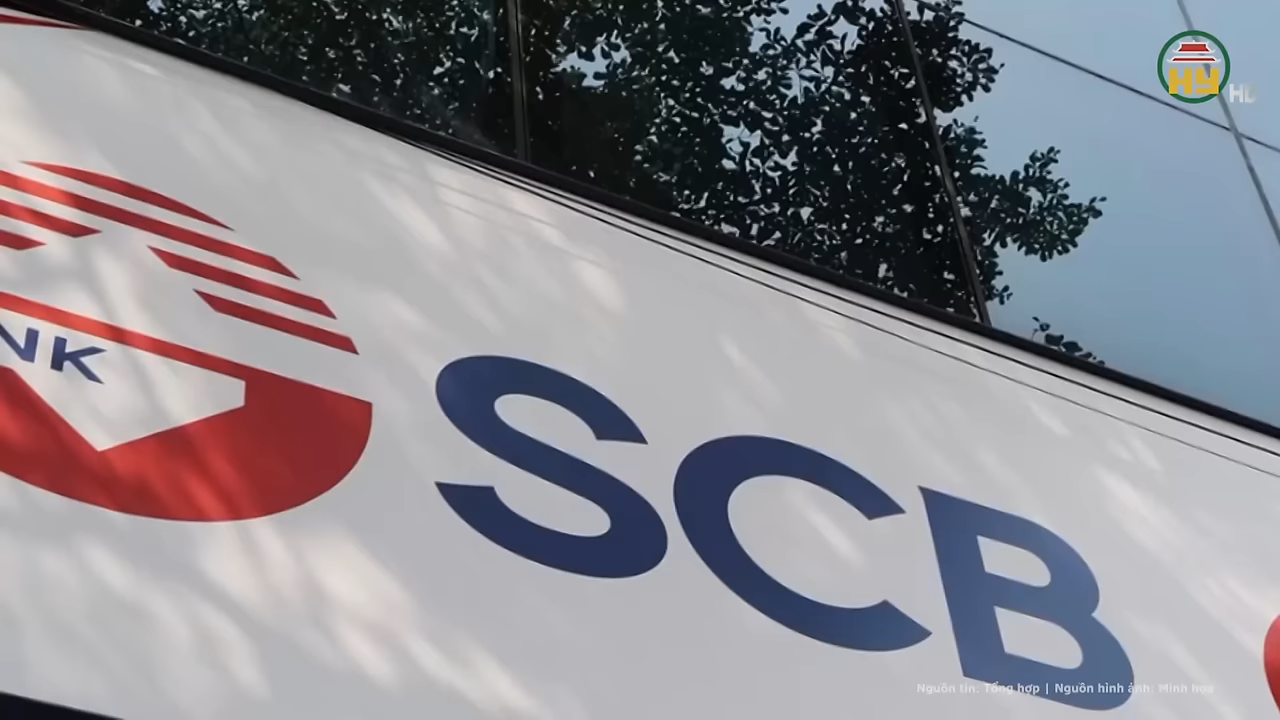 HY
HD
NK
SCB
Nguồn tin: Tổng hợp | Nguồn hình ảnh: Minh họa